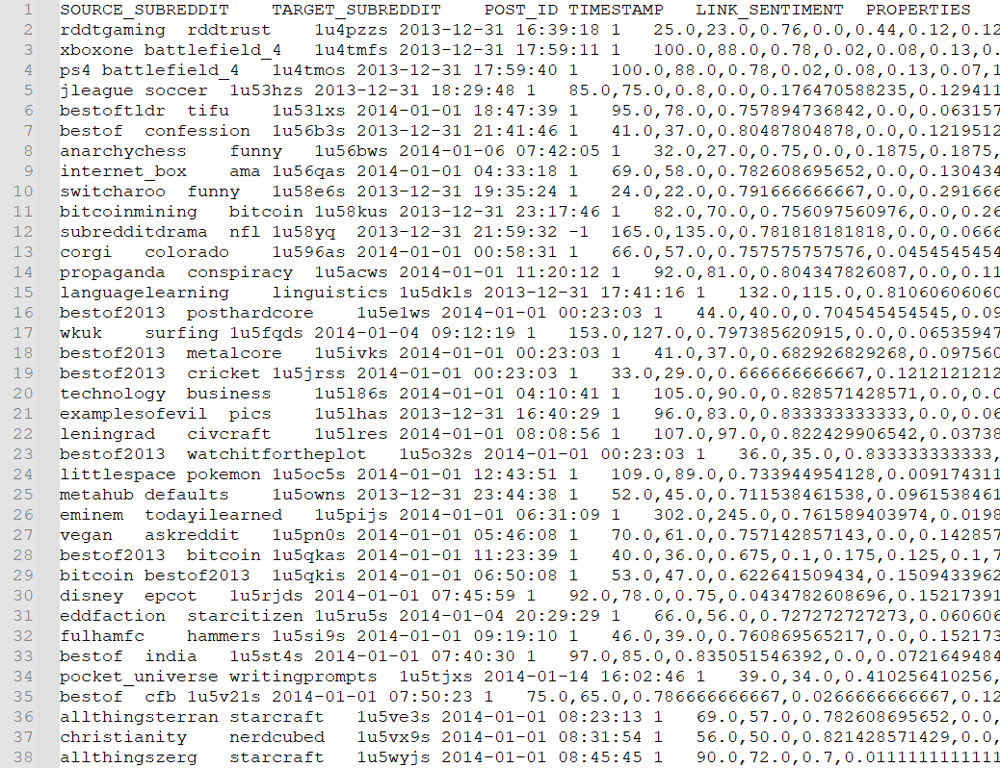 1 SOURCE_SUBREDDIT TARGET_SUBREDDIT POST_ID TIMESTAMP LINK_SENTIMENT PROPERTIES
2 rddtgaming rddtrust 1u4pzzs 2013-12-31 16:39:18 1 25.0,23.0,0.76,0.0,0.44,0.12,0.12
3 xboxone battlefield_4 1u4tmfs 2013-12-31 17:59:11 1 100.0,88.0,0.78,0.02,0.08,0.13,0.
4 ps4 battlefield_4 1u4tmos 2013-12-31 17:59:40 1 100.0,88.0,0.78,0.02,0.08,0.13,0.07,1
5 jleague soccer 1u53hzs 2013-12-31 18:29:48 1 85.0,75.0,0.8,0.0,0.176470588235,0.129411
6 bestoftldr tifu 1u53lxs 2014-01-01 18:47:39 1 95.0,78.0,0.757894736842,0.0,0.063157
7 bestof confession 1u56b3s 2013-12-31 21:41:46 1 41.0,37.0,0.80487804878,0.0,0.1219512
8 anarchychess funny 1u56bws 2014-01-06 07:42:05 1 32.0,27.0,0.75,0.0,0.1875,0.1875,
9 internet_box ama 1u56qas 2014-01-01 04:33:18 1 69.0,58.0,0.782608695652,0.0,0.130434
10 switcharoo funny 1u58e6s 2013-12-31 19:35:24 1 24.0,22.0,0.791666666667,0.0,0.291666
11 bitcoinmining bitcoin 1u58kus 2013-12-31 23:17:46 1 82.0,70.0,0.756097560976,0.0,0.26
12 subredditdrama nfl 1u58yq 2013-12-31 21:59:32 -1 165.0,135.0,0.781818181818,0.0,0.0666
13 corgi colorado 1u596as 2014-01-01 00:58:31 1 66.0,57.0,0.757575757576,0.0454545454
14 propaganda conspiracy 1u5acws 2014-01-01 11:20:12 1 92.0,81.0,0.804347826087,0.0,0.11
15 languagelearning linguistics 1u5dkls 2013-12-31 17:41:16 1 132.0,115.0,0.81060606060
16 bestof2013 posthardcore 1u5e1ws 2014-01-01 00:23:03 1 44.0,40.0,0.704545454545,0.09
17 wkuk surfing 1u5fqds 2014-01-04 09:12:19 1 153.0,127.0,0.797385620915,0.0,0.06535947
18 bestof2013 metalcore 1u5ivks 2014-01-01 00:23:03 1 41.0,37.0,0.682926829268,0.097560
19 bestof2013 cricket 1u5jrss 2014-01-01 00:23:03 1 33.0,29.0,0.666666666667,0.1212121212
20 technology business 1u5l86s 2014-01-01 04:10:41 1 105.0,90.0,0.828571428571,0.0,0.0
21 examplesofevil pics 1u5lhas 2013-12-31 16:40:29 1 96.0,83.0,0.833333333333,0.0,0.06
22 leningrad civcraft 1u5lres 2014-01-01 08:08:56 1 107.0,97.0,0.822429906542,0.03738
23 bestof2013 watchitfortheplot 1u5o32s 2014-01-01 00:23:03 1 36.0,35.0,0.833333333333,
24 littlespace pokemon 1u5oc5s 2014-01-01 12:43:51 1 109.0,89.0,0.733944954128,0.009174311
25 metahub defaults 1u5owns 2013-12-31 23:44:38 1 52.0,45.0,0.711538461538,0.0961538461
26 eminem todayilearned 1u5pijs 2014-01-01 06:31:09 1 302.0,245.0,0.761589403974,0.0198
27 vegan askreddit 1u5pn0s 2014-01-01 05:46:08 1 70.0,61.0,0.757142857143,0.0,0.142857
28 bestof2013 bitcoin 1u5qkas 2014-01-01 11:23:39 1 40.0,36.0,0.675,0.1,0.175,0.125,0.1,7
29 bitcoin bestof2013 1u5qkis 2014-01-01 06:50:08 1 53.0,47.0,0.622641509434,0.1509433962
30 disney epcot 1u5rjds 2014-01-01 07:45:59 1 92.0,78.0,0.75,0.0434782608696,0.15217391
31 eddfaction starcitizen 1u5ru5s 2014-01-04 20:29:29 1 66.0,56.0,0.727272727273,0.060606
32 fulhamfc hammers 1u5si9s 2014-01-01 09:19:10 1 46.0,39.0,0.760869565217,0.0,0.152173
33 bestof india 1u5st4s 2014-01-01 07:40:30 1 97.0,85.0,0.835051546392,0.0,0.0721649484
34 pocket_universe writingprompts 1u5tjxs 2014-01-14 16:02:46 1 39.0,34.0,0.410256410256,
35 bestof cfb 1u5v21s 2014-01-01 07:50:23 1 75.0,65.0,0.786666666667,0.0266666666667,0.12
36 allthingsterran starcraft 1u5ve3s 2014-01-01 08:23:13 1 69.0,57.0,0.782608695652,0.0,
37 christianity nerdcubed 1u5vx9s 2014-01-01 08:31:54 1 56.0,50.0,0.821428571429,0.0,
38 allthingszerg starcraft 1u5wyjs 2014-01-01 08:45:45 1 90.0,72.0,0.7,0.0111111111111